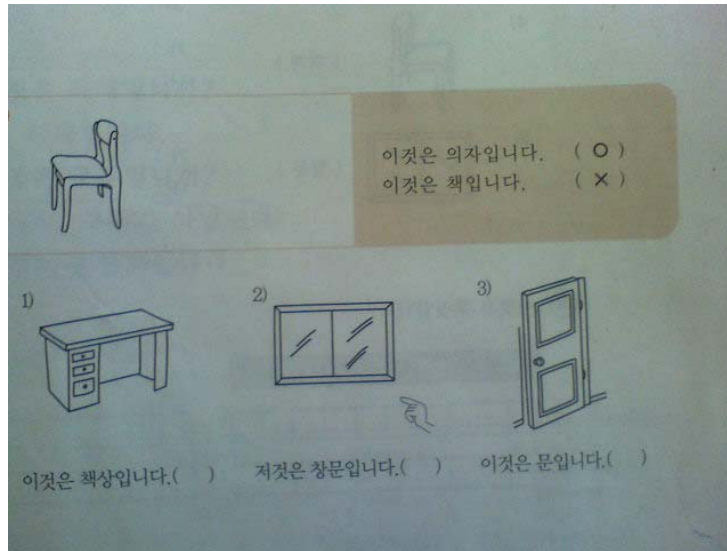 이것은 의자입니다. ( O )
이것은 책입니다. ( X )
1)
2)
3)
이것은 책상입니다.( )
저것은 창문입니다.( )
이것은 문입니다.( )